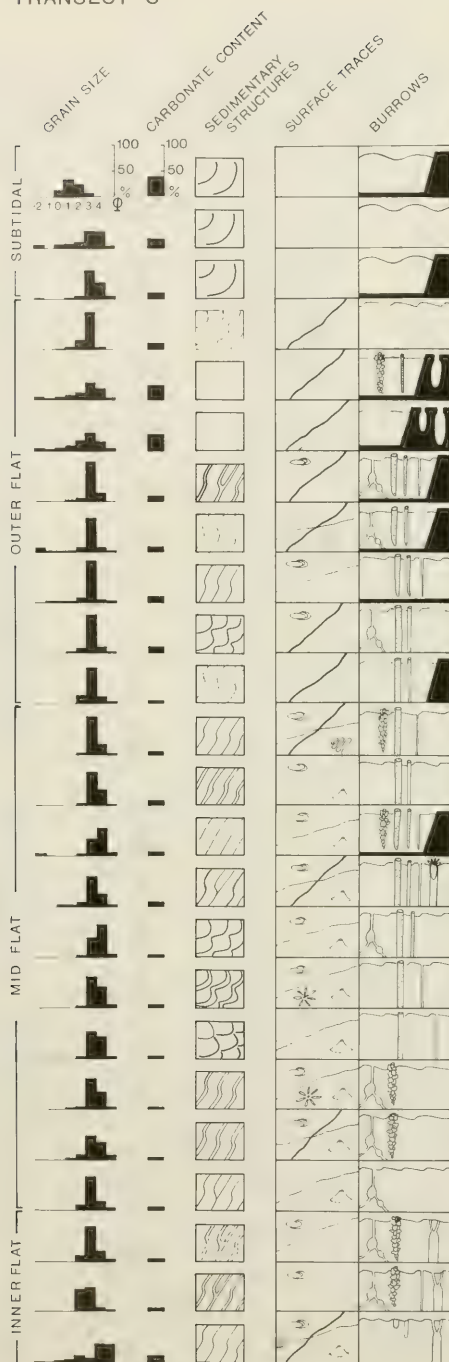 TRANSECT
GRAIN SIZE
CARBONATE CONTENT
SEDIMENTARY
STRUCTURES
SURFACE TRACES
BURROWS
100
50
%
-2 -1 0 1 2 3 4 Φ
100
50
%
SUBTIDAL
OUTER FLAT
MID FLAT
INNER FLAT